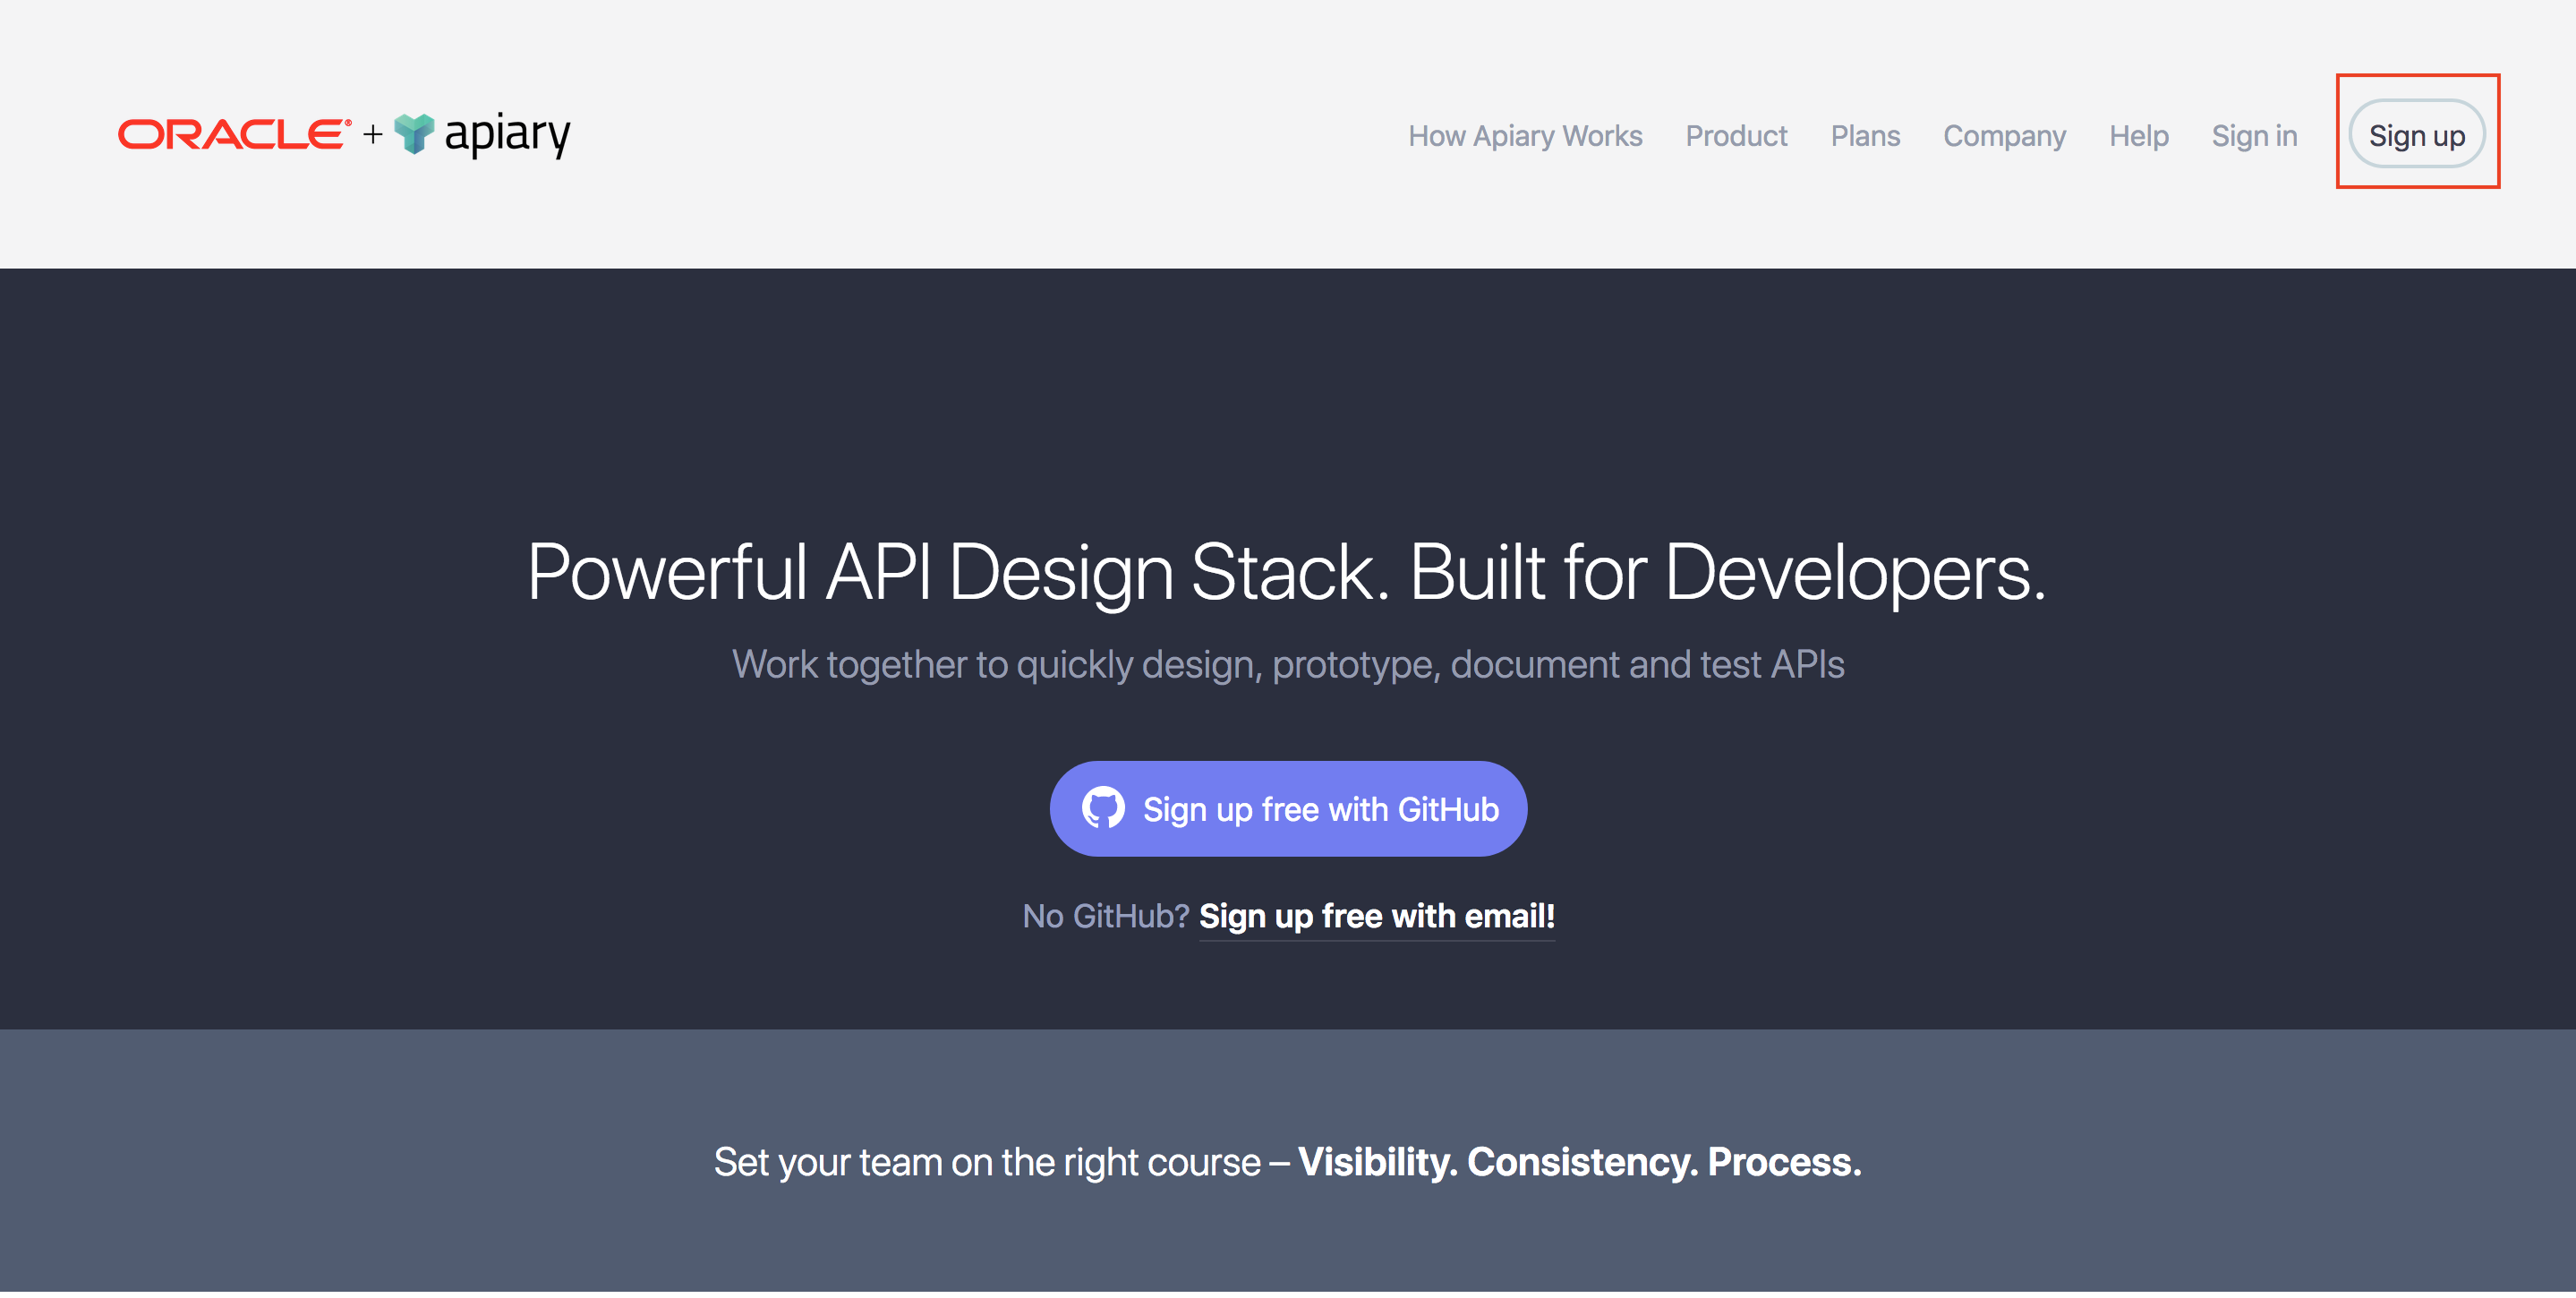 ORACLE® + apiary
How Apiary Works Product Plans Company Help Sign in Sign up
Powerful API Design Stack. Built for Developers.
Work together to quickly design, prototype, document and test APIs
Sign up free with GitHub
No GitHub? Sign up free with email!
Set your team on the right course – Visibility. Consistency. Process.